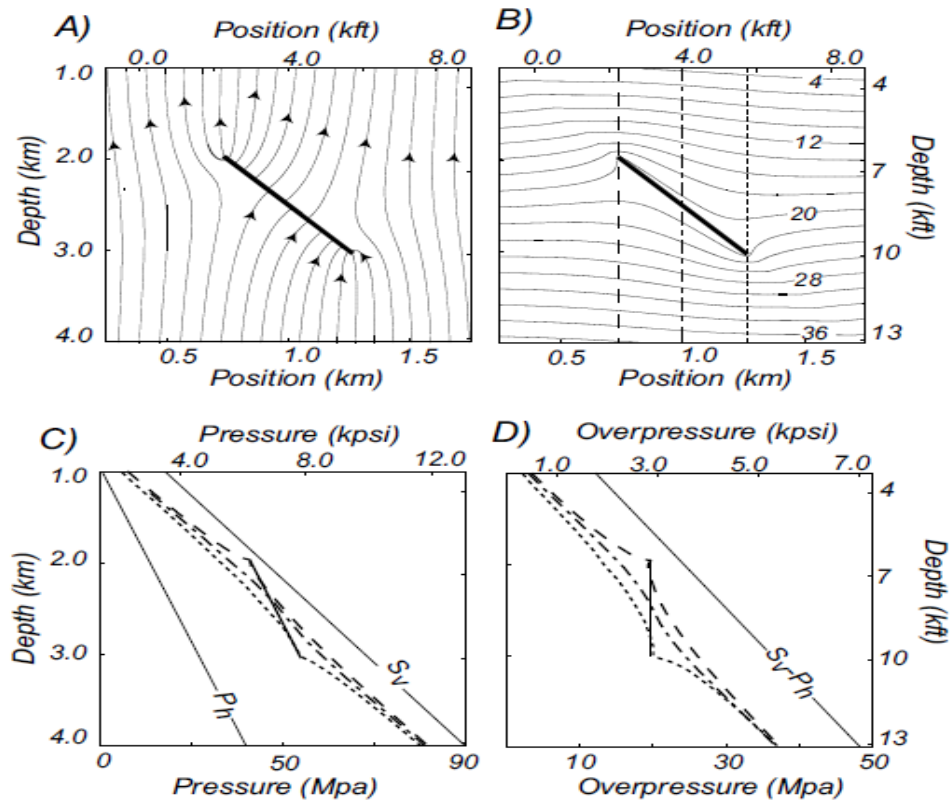 A)
Position (kft)
0.0 4.0 8.0
1.0
2.0
3.0
4.0
Depth (km)
0.5 1.0 1.5
Position (km)
B)
Position (kft)
0.0 4.0 8.0
4
12
20
28
36
4
7
10
13
Depth (kft)
0.5 1.0 1.5
Position (km)
C)
Pressure (kpsi)
4.0 8.0 12.0
1.0
2.0
3.0
4.0
Depth (km)
Ph
Sv
0 50 90
Pressure (Mpa)
D)
Overpressure (kpsi)
1.0 3.0 5.0 7.0
Sv-Ph
4
7
10
13
Depth (kft)
10 20 30 50
Overpressure (Mpa)